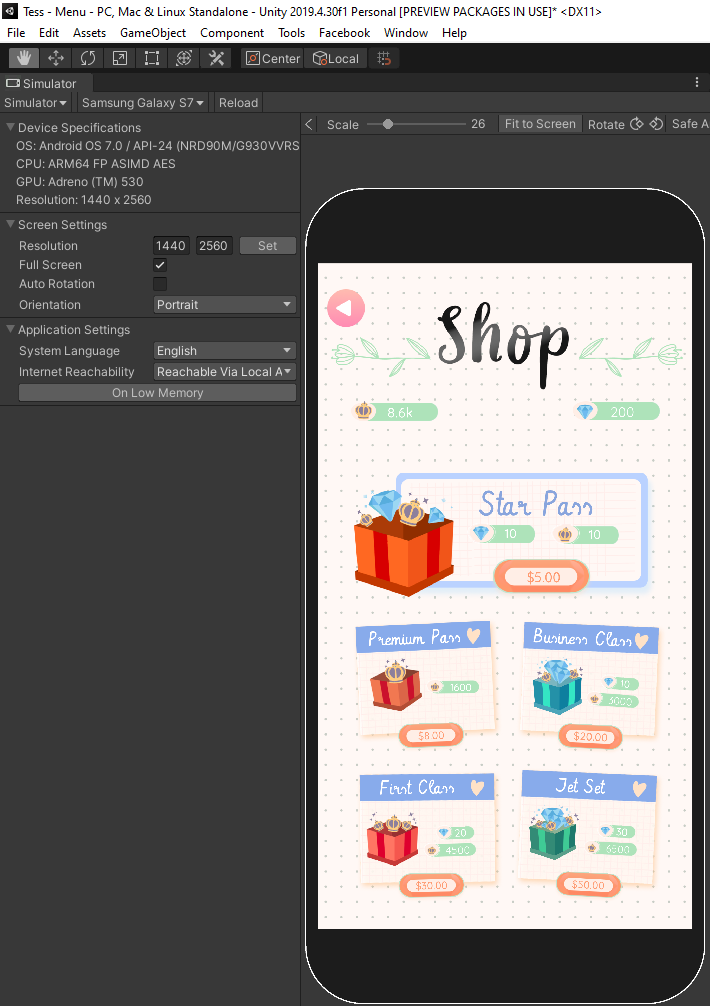 Tess - Menu - PC, Mac & Linux Standalone - Unity 2019.4.30f1 Personal [PREVIEW PACKAGES IN USE]* <DX11>
File Edit Assets GameObject Component Tools Facebook Window Help
Center Local
Simulator
Simulator Samsung Galaxy S7 Reload
Scale 26 Fit to Screen Rotate Safe A
Device Specifications
OS: Android OS 7.0 / API-24 (NRD90M/G930VVRS
CPU: ARM64 FP ASIMD AES
GPU: Adreno (TM) 530
Resolution: 1440 x 2560
Screen Settings
Resolution 1440 2560 Set
Full Screen
Auto Rotation
Orientation Portrait
Application Settings
System Language English
Internet Reachability Reachable Via Local A
On Low Memory
Shop
8.6k 200
Star Pass
10 10
$5.00
Premium Pass
1600
$8.00
Business Class
10
3000
$20.00
First Class
20
4500
$30.00
Jet Set
30
$50.00